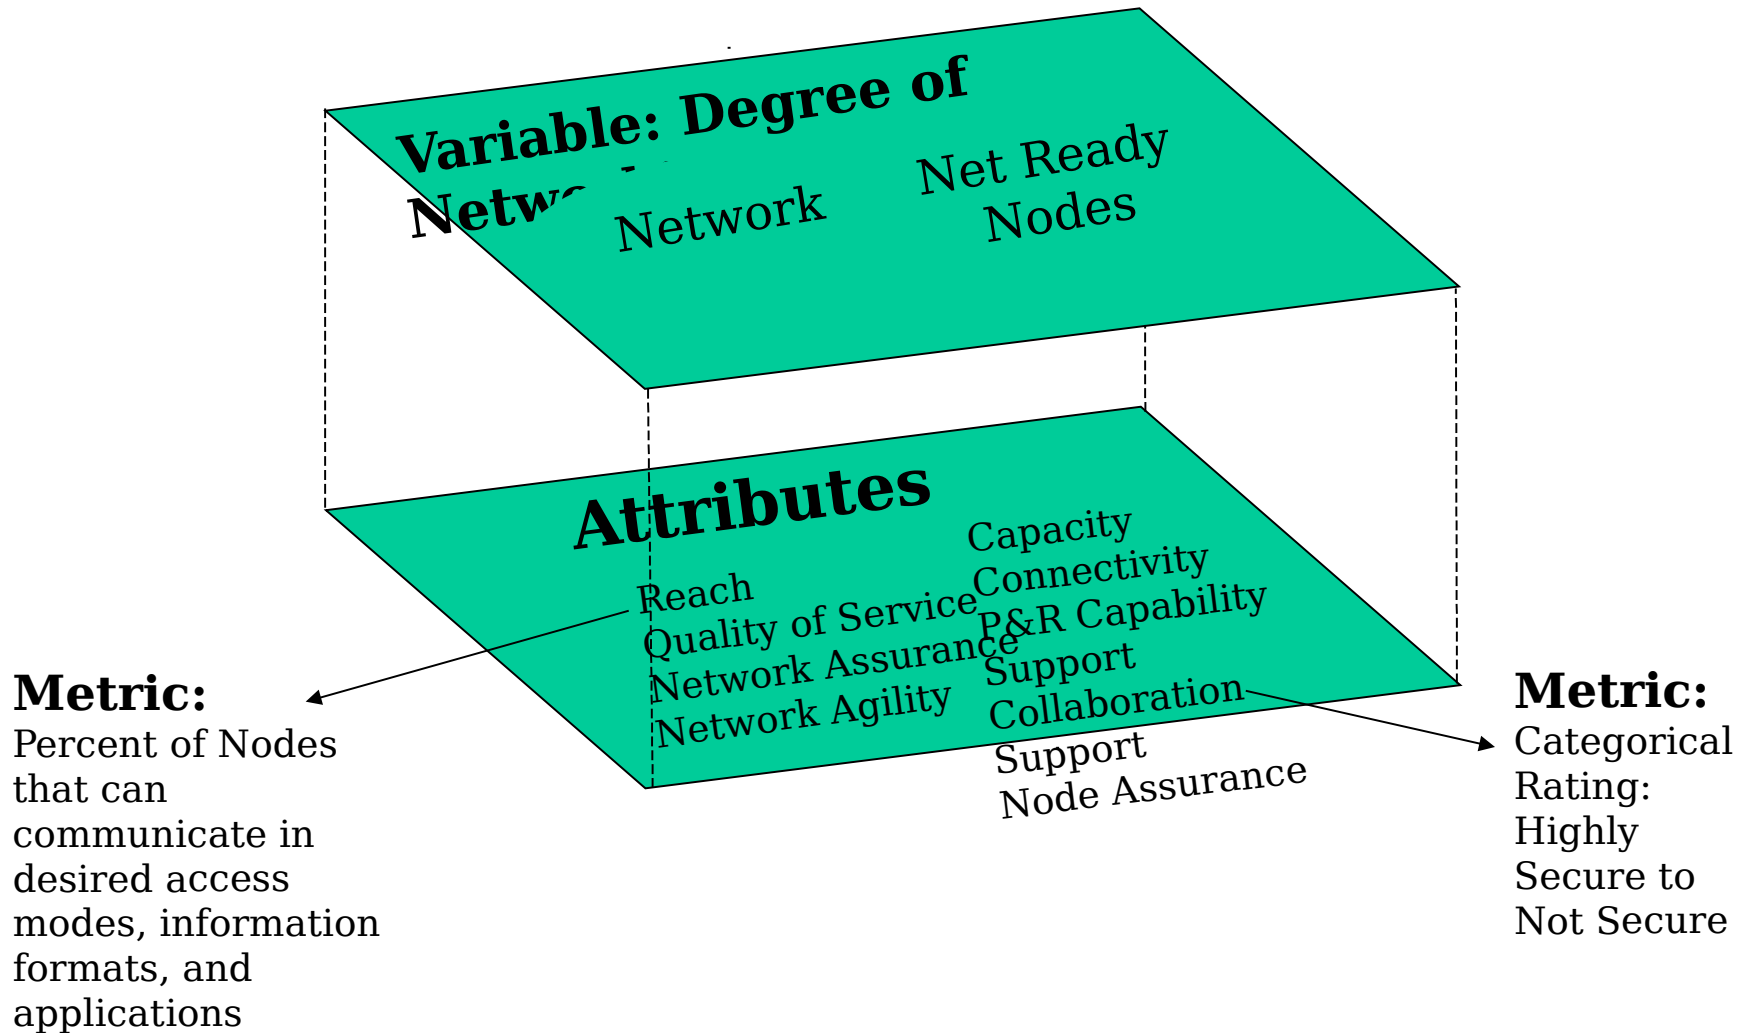 Variable: Degree of
Network
Net Ready
Nodes
Attributes
Reach
Quality of Service
Network Assurance
Network Agility
Capacity
Connectivity
P&R Capability
Support
Collaboration
Support
Node Assurance
Metric:
Percent of Nodes
that can
communicate in
desired access
modes, information
formats, and
applications
Metric:
Categorical
Rating:
Highly
Secure to
Not Secure